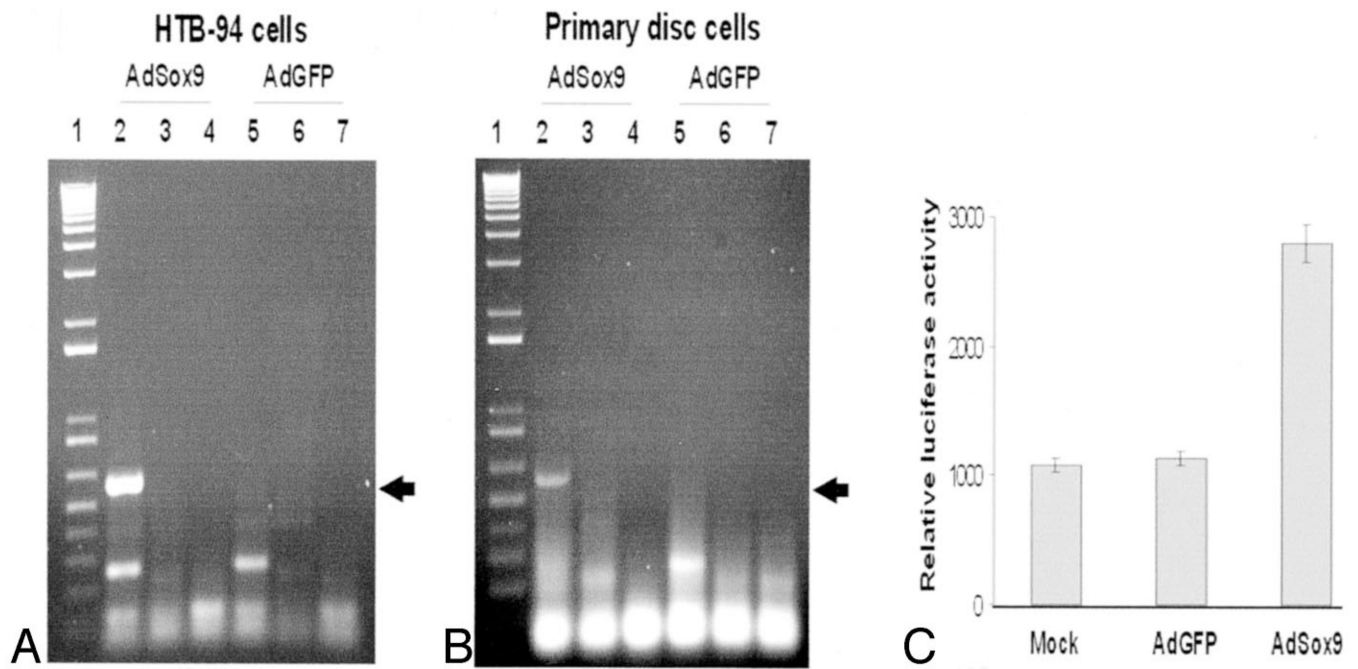 HTB-94 cells
AdSox9 AdGFP
1 2 3 4 5 6 7
A
Primary disc cells
AdSox9 AdGFP
1 2 3 4 5 6 7
B
Relative luciferase activity
3000
2000
1000
0
Mock AdGFP AdSox9
C